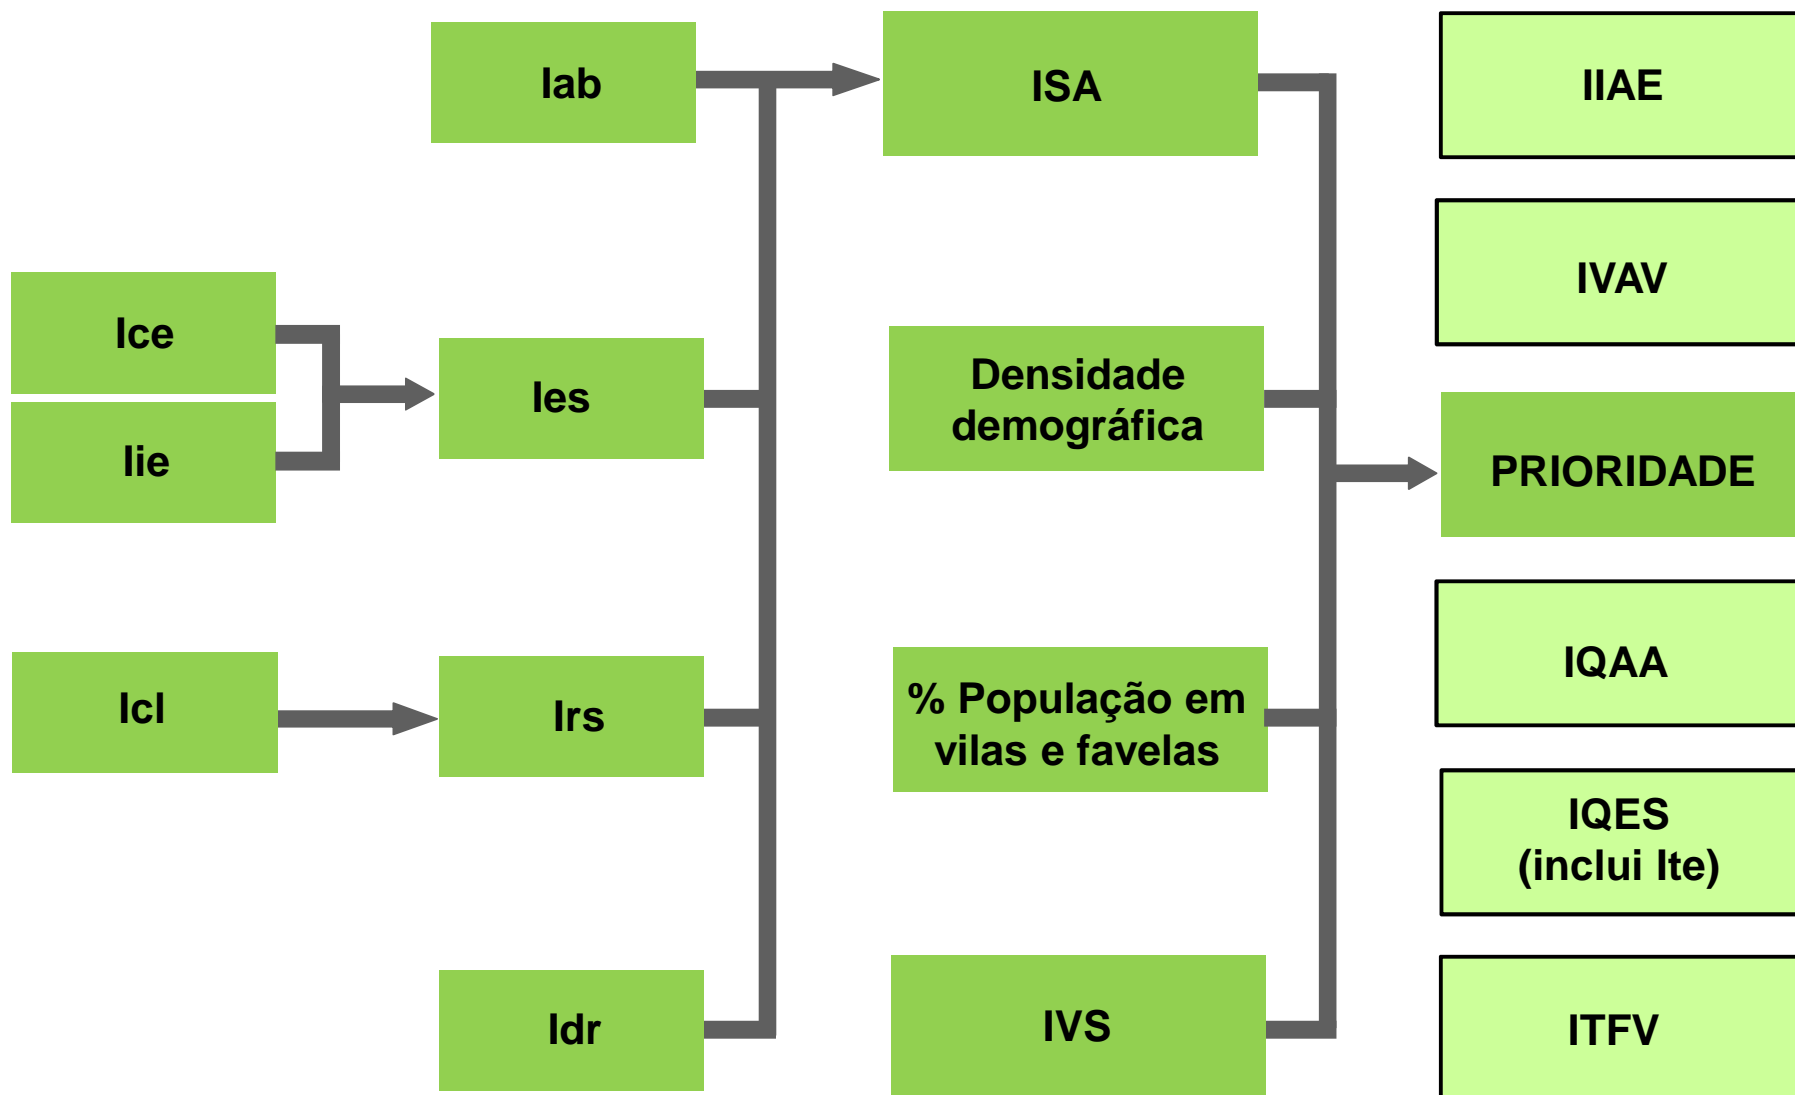 Iab
ISA
IIAE
IVAV
Ice
Iie
Ies
Densidade
demográfica
PRIORIDADE
Icl
Irs
% População em
vilas e favelas
IQAA
IQES
(inclui Ite)
Idr
IVS
ITFV